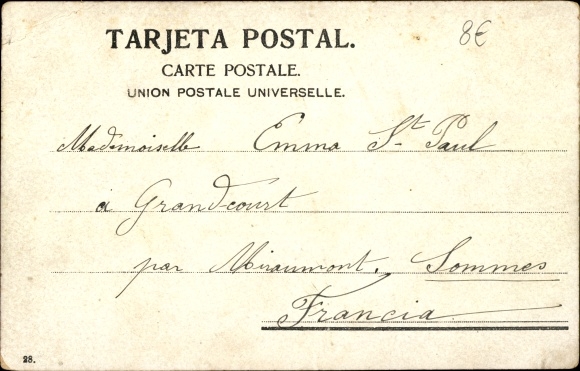 TARJETA POSTAL.
8€
CARTE POSTALE.
UNION POSTALE UNIVERSELLE.
Mademoiselle Emma St. Paul
à Grandcourt
par Miraumont. Sommes
Francia
28.